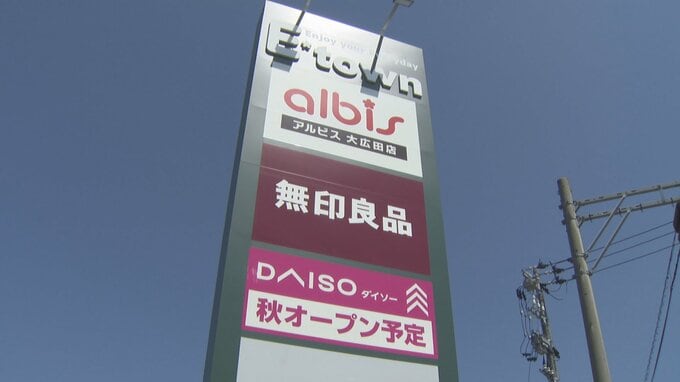 Enjoy your Everyday
E·town
albis
アルビス 大広田店
無印良品
DAISO ダイソー
秋オープン予定